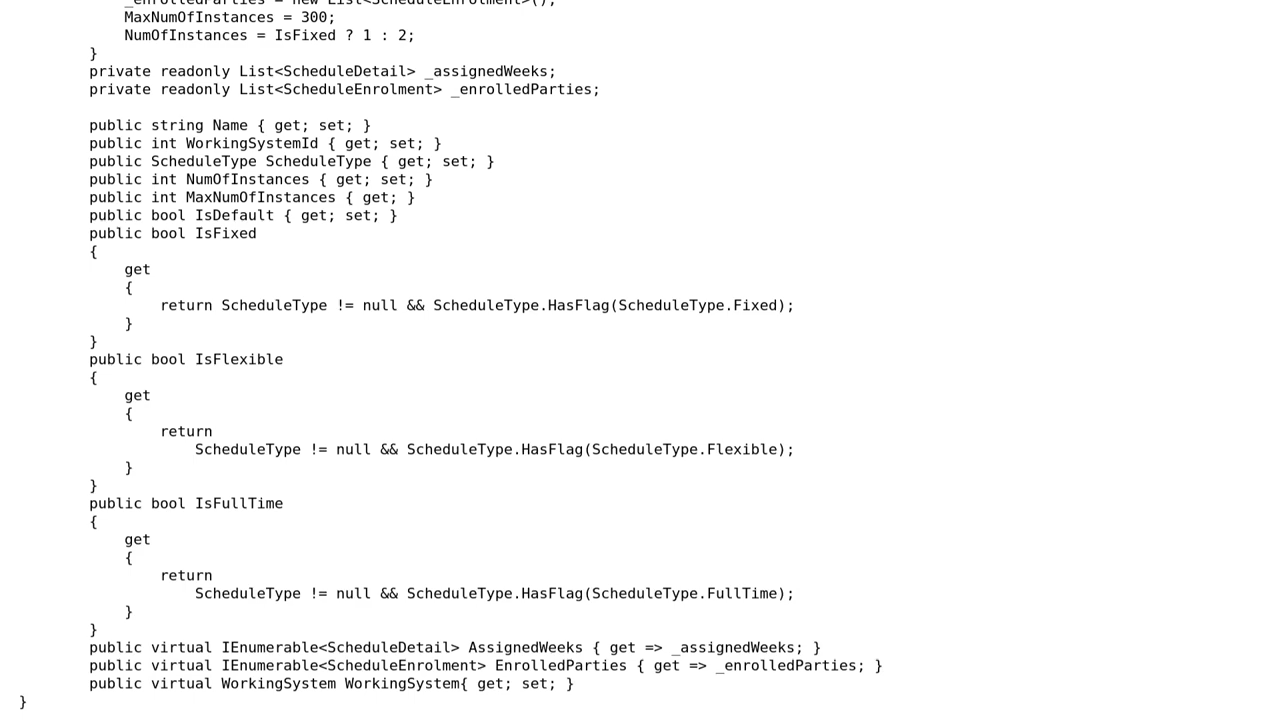 _enrolledParties = new List<ScheduleEnrolment>();
MaxNumOfInstances = 300;
NumOfInstances = IsFixed ? 1 : 2;
}
private readonly List<ScheduleDetail> _assignedWeeks;
private readonly List<ScheduleEnrolment> _enrolledParties;
public string Name { get; set; }
public int WorkingSystemId { get; set; }
public ScheduleType ScheduleType { get; set; }
public int NumOfInstances { get; set; }
public int MaxNumOfInstances { get; }
public bool IsDefault { get; set; }
public bool IsFixed
{
get
{
return ScheduleType != null && ScheduleType.HasFlag(ScheduleType.Fixed);
}
}
public bool IsFlexible
{
get
{
return
ScheduleType != null && ScheduleType.HasFlag(ScheduleType.Flexible);
}
}
public bool IsFullTime
{
get
{
return
ScheduleType != null && ScheduleType.HasFlag(ScheduleType.FullTime);
}
}
public virtual IEnumerable<ScheduleDetail> AssignedWeeks { get => _assignedWeeks; }
public virtual IEnumerable<ScheduleEnrolment> EnrolledParties { get => _enrolledParties; }
public virtual WorkingSystem WorkingSystem{ get; set; }
}